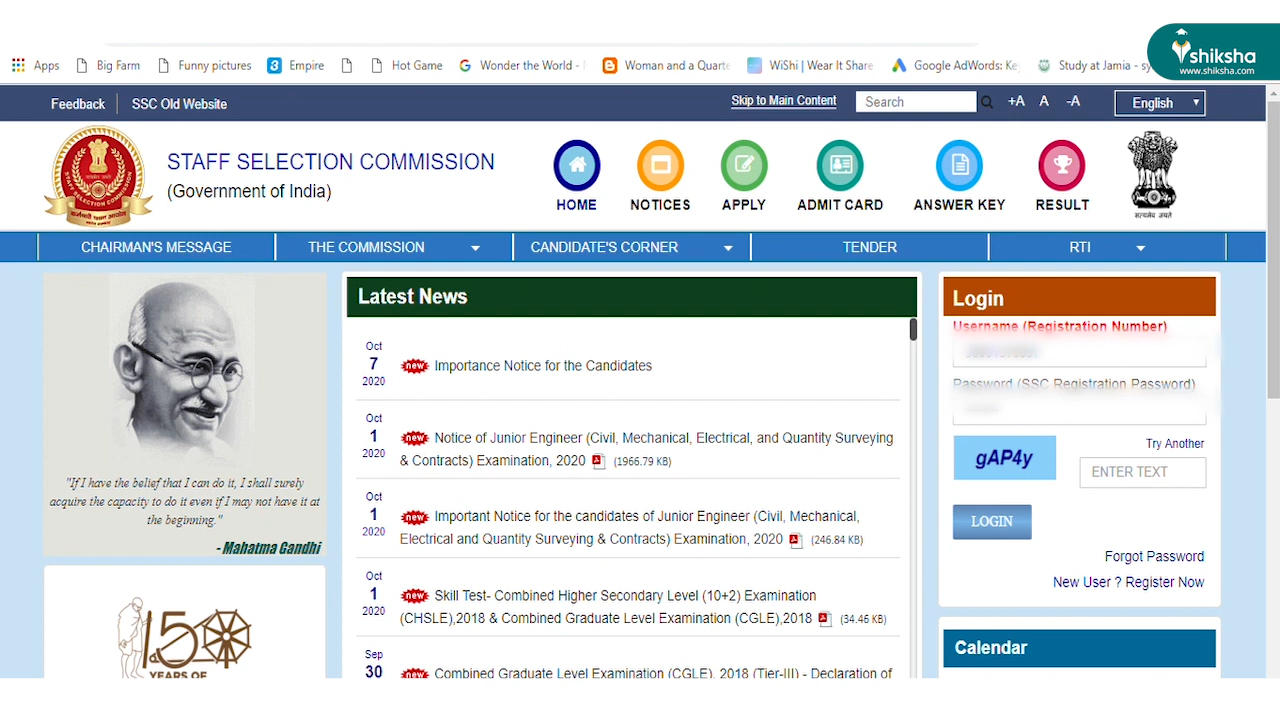 shiksha
www.shiksha.com
Apps Big Farm Funny pictures Empire Hot Game Wonder the World - Woman and a Quarte WiShi | Wear It Share Google AdWords: Ke Study at Jamia - sy
Feedback SSC Old Website Skip to Main Content Search +A A -A English
STAFF SELECTION COMMISSION
(Government of India)
HOME NOTICES APPLY ADMIT CARD ANSWER KEY RESULT
CHAIRMAN'S MESSAGE THE COMMISSION CANDIDATE'S CORNER TENDER RTI
"If I have the belief that I can do it, I shall surely
acquire the capacity to do it even if I may not have it at
the beginning."
- Mahatma Gandhi
150
YEARS OF
Latest News
Oct
7
2020
new Importance Notice for the Candidates
Oct
1
2020
new Notice of Junior Engineer (Civil, Mechanical, Electrical, and Quantity Surveying
& Contracts) Examination, 2020 (1966.79 KB)
Oct
1
2020
new Important Notice for the candidates of Junior Engineer (Civil, Mechanical,
Electrical and Quantity Surveying & Contracts) Examination, 2020 (246.84 KB)
Oct
1
2020
new Skill Test- Combined Higher Secondary Level (10+2) Examination
(CHSLE),2018 & Combined Graduate Level Examination (CGLE),2018 (34.46 KB)
Sep
30
new Combined Graduate Level Examination (CGLE), 2018 (Tier-III) - Declaration of
Login
Username (Registration Number)
Password (SSC Registration Password)
gAP4y
Try Another
ENTER TEXT
LOGIN
Forgot Password
New User ? Register Now
Calendar